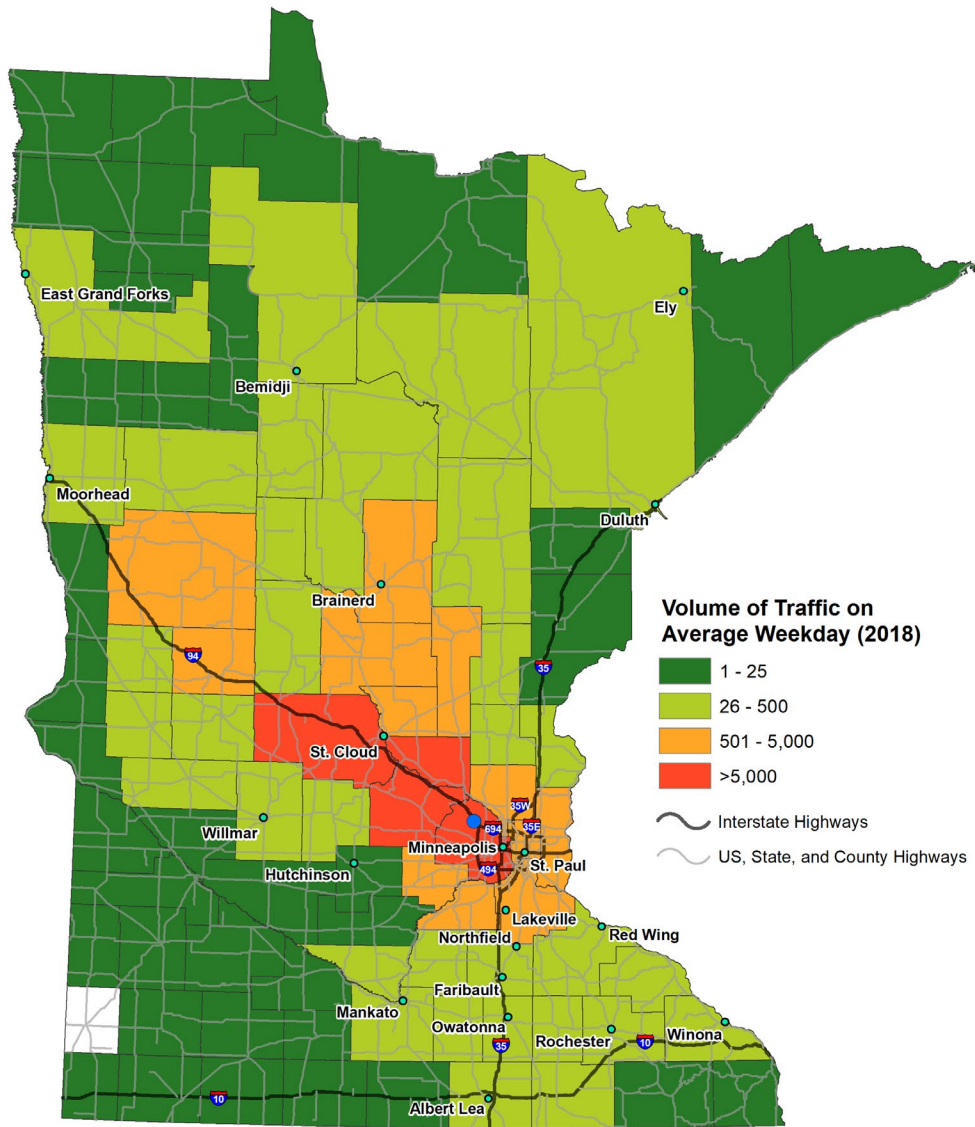 East Grand Forks
Ely
Bemidji
Moorhead
Duluth
Brainerd
Volume of Traffic on
Average Weekday (2018)
94
35
1 - 25
26 - 500
501 - 5,000
>5,000
St. Cloud
35W
Willmar
694
35E
Interstate Highways
Minneapolis
US, State, and County Highways
St. Paul
Hutchinson
494
Lakeville
Northfield
Red Wing
Faribault
Mankato
Owatonna
Rochester
Winona
35
10
10
Albert Lea